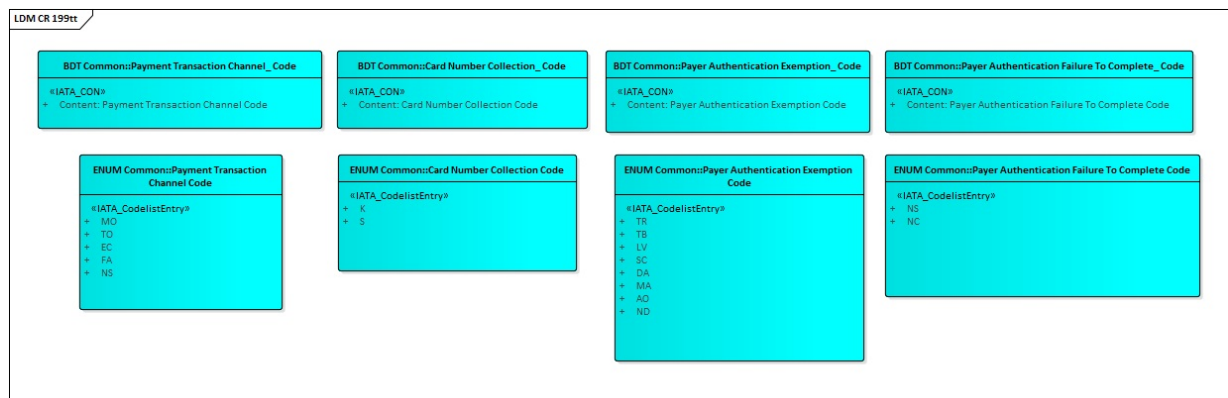 LDM CR 199tt
BDT Common::Payment Transaction Channel_ Code
«IATA_CON»
+ Content: Payment Transaction Channel Code
BDT Common::Card Number Collection_ Code
«IATA_CON»
+ Content: Card Number Collection Code
BDT Common::Payer Authentication Exemption_ Code
«IATA_CON»
+ Content: Payer Authentication Exemption Code
BDT Common::Payer Authentication Failure To Complete_ Code
«IATA_CON»
+ Content: Payer Authentication Failure To Complete Code
ENUM Common::Payment Transaction
Channel Code
«IATA_CodelistEntry»
+ MO
+ TO
+ EC
+ FA
+ NS
ENUM Common::Card Number Collection Code
«IATA_CodelistEntry»
+ K
+ S
ENUM Common::Payer Authentication Exemption
Code
«IATA_CodelistEntry»
+ TR
+ TB
+ LV
+ SC
+ DA
+ MA
+ AO
+ ND
ENUM Common::Payer Authentication Failure To Complete Code
«IATA_CodelistEntry»
+ NS
+ NC